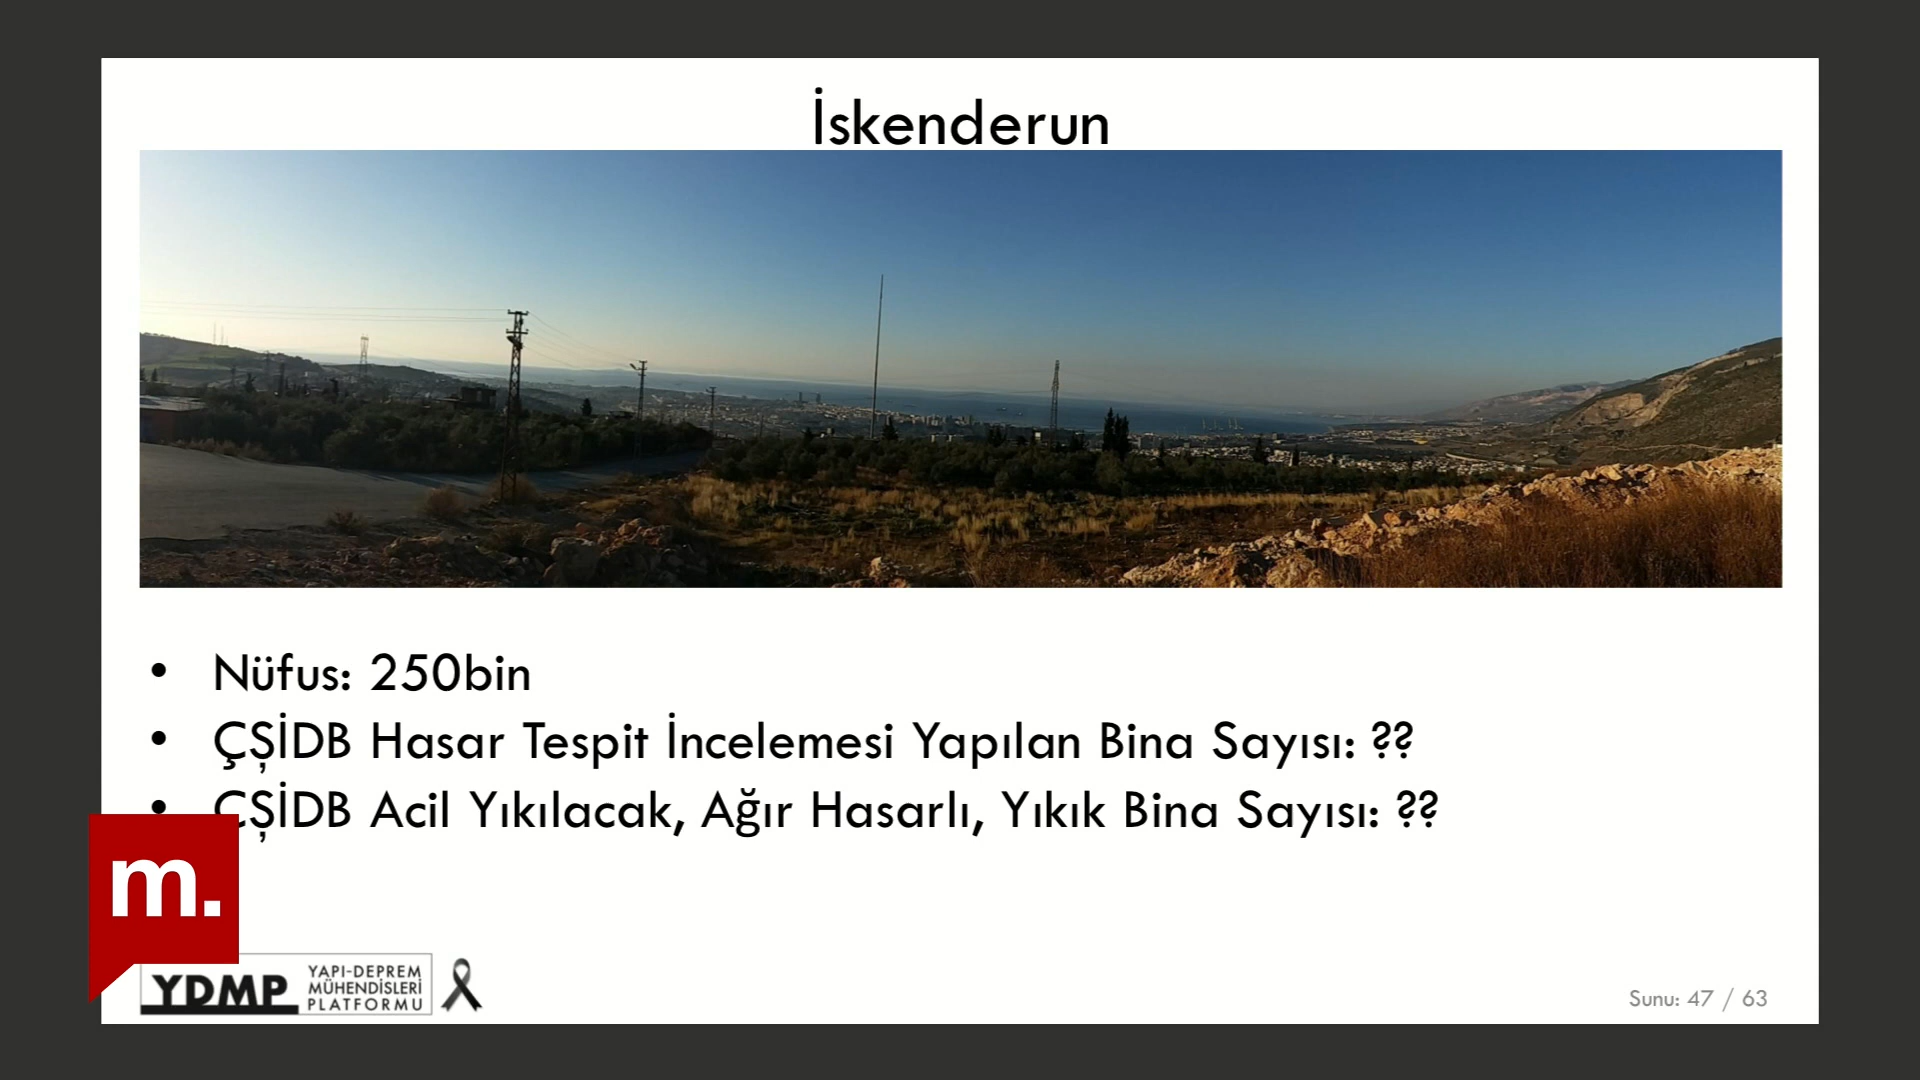 İskenderun
• Nüfus: 250bin
• ÇŞİDB Hasar Tespit İncelemesi Yapılan Bina Sayısı: ??
• ÇŞİDB Acil Yıkılacak, Ağır Hasarlı, Yıkık Bina Sayısı: ??
m.
YDMP
YAPI-DEPREM
MÜHENDİSLERİ
PLATFORMU
Sunu: 47 / 63